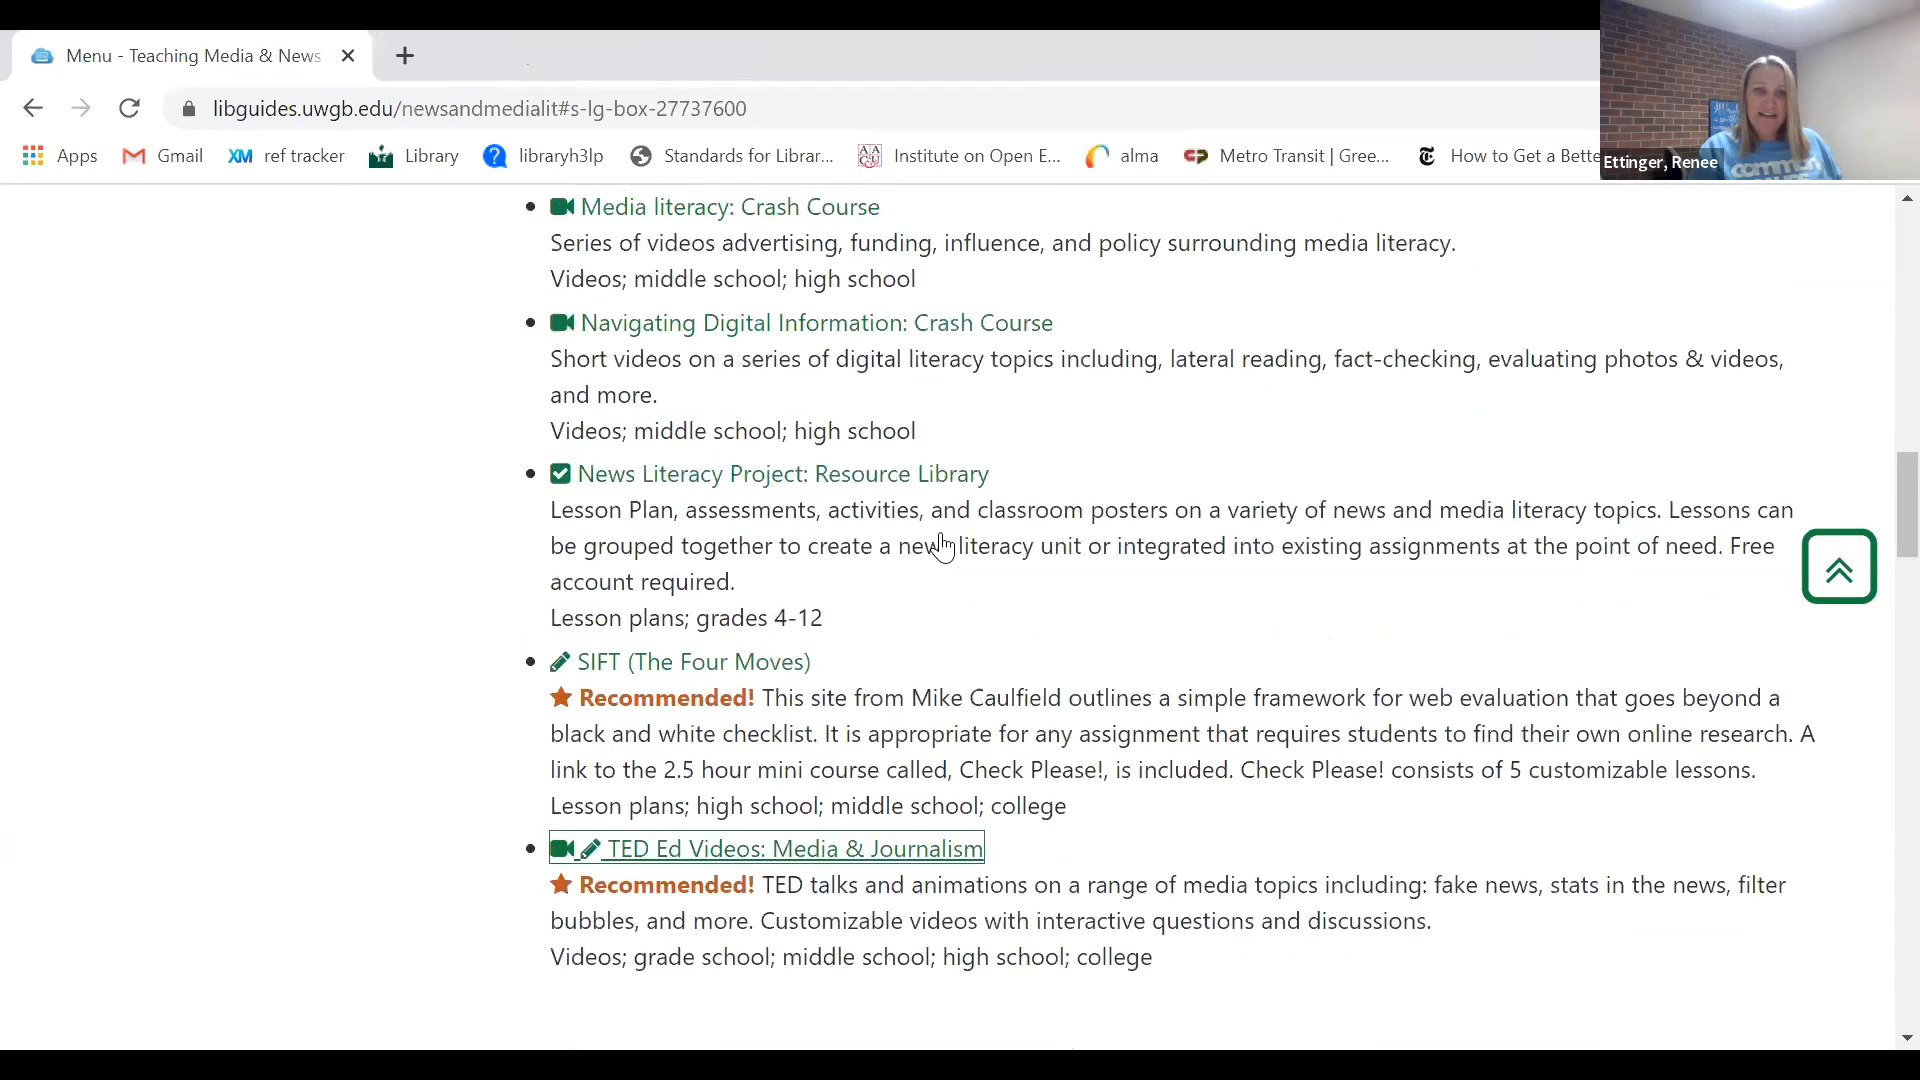 Menu - Teaching Media & News
libguides.uwgb.edu/newsandmedialit#s-lg-box-27737600
Apps Gmail XM ref tracker Library ? libraryh3lp Standards for Librar... Institute on Open E... alma Metro Transit | Gree... How to Get a Bette
Ettinger, Renee
common
Media literacy: Crash Course
Series of videos advertising, funding, influence, and policy surrounding media literacy.
Videos; middle school; high school
Navigating Digital Information: Crash Course
Short videos on a series of digital literacy topics including, lateral reading, fact-checking, evaluating photos & videos,
and more.
Videos; middle school; high school
News Literacy Project: Resource Library
Lesson Plan, assessments, activities, and classroom posters on a variety of news and media literacy topics. Lessons can
be grouped together to create a new literacy unit or integrated into existing assignments at the point of need. Free
account required.
Lesson plans; grades 4-12
SIFT (The Four Moves)
Recommended! This site from Mike Caulfield outlines a simple framework for web evaluation that goes beyond a
black and white checklist. It is appropriate for any assignment that requires students to find their own online research. A
link to the 2.5 hour mini course called, Check Please!, is included. Check Please! consists of 5 customizable lessons.
Lesson plans; high school; middle school; college
TED Ed Videos: Media & Journalism
Recommended! TED talks and animations on a range of media topics including: fake news, stats in the news, filter
bubbles, and more. Customizable videos with interactive questions and discussions.
Videos; grade school; middle school; high school; college